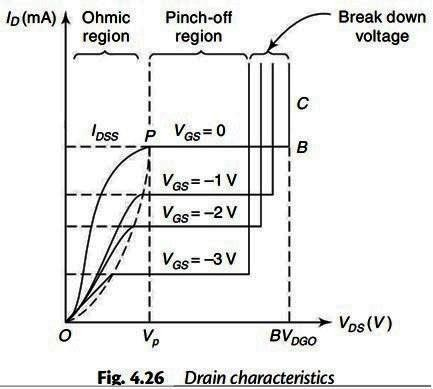 I_D (mA)
Ohmic
region
Pinch-off
region
Break down
voltage
C
I_DSS
P
V_GS = 0
B
V_GS = −1 V
V_GS = −2 V
V_GS = −3 V
O
V_p
BV_DGO
V_DS (V)
Fig. 4.26 Drain characteristics